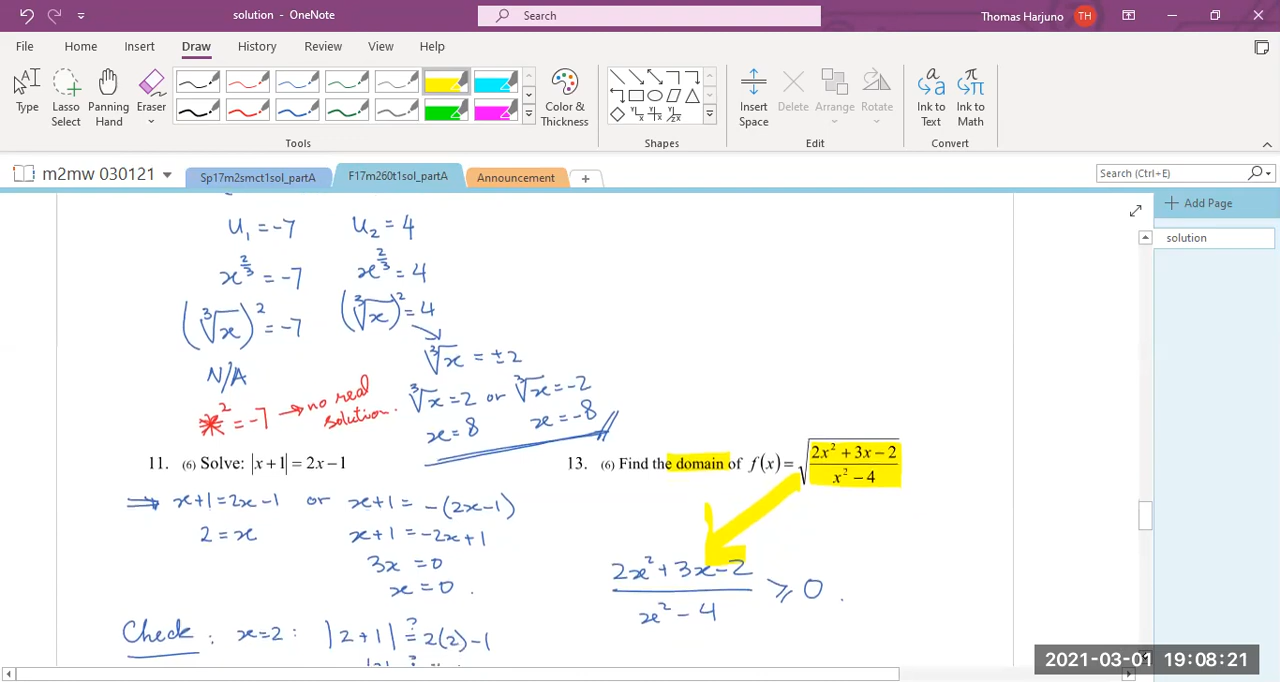 solution - OneNote
Search
Thomas Harjuno TH
File Home Insert Draw History Review View Help
Type
Lasso Select
Panning Hand
Eraser
Color & Thickness
Insert Space
Delete
Arrange
Rotate
Ink to Text
Ink to Math
Tools Shapes Edit Convert
m2mw 030121
Sp17m2smct1sol_partA
F17m260t1sol_partA
Announcement
+
Search (Ctrl+E)
Add Page
solution
u₁ = -7 u₂ = 4
x^(2/3) = -7 x^(2/3) = 4
(∛x)² = -7 (∛x)² = 4
N/A
∛x = ±2
∛x = 2 or ∛x = -2
x = 8 x = -8
² = -7 → no real solution.
11. (6) Solve: |x+1| = 2x-1
⇒ x+1 = 2x-1 or x+1 = -(2x-1)
2 = x x+1 = -2x+1
3x = 0
x = 0.
Check: x=2: |2+1| ?= 2(2)-1
13. (6) Find the domain of f(x) = √((2x² + 3x - 2)/(x² - 4))
(2x² + 3x - 2)/(x² - 4) ⩾ 0.
2021-03-01 19:08:21